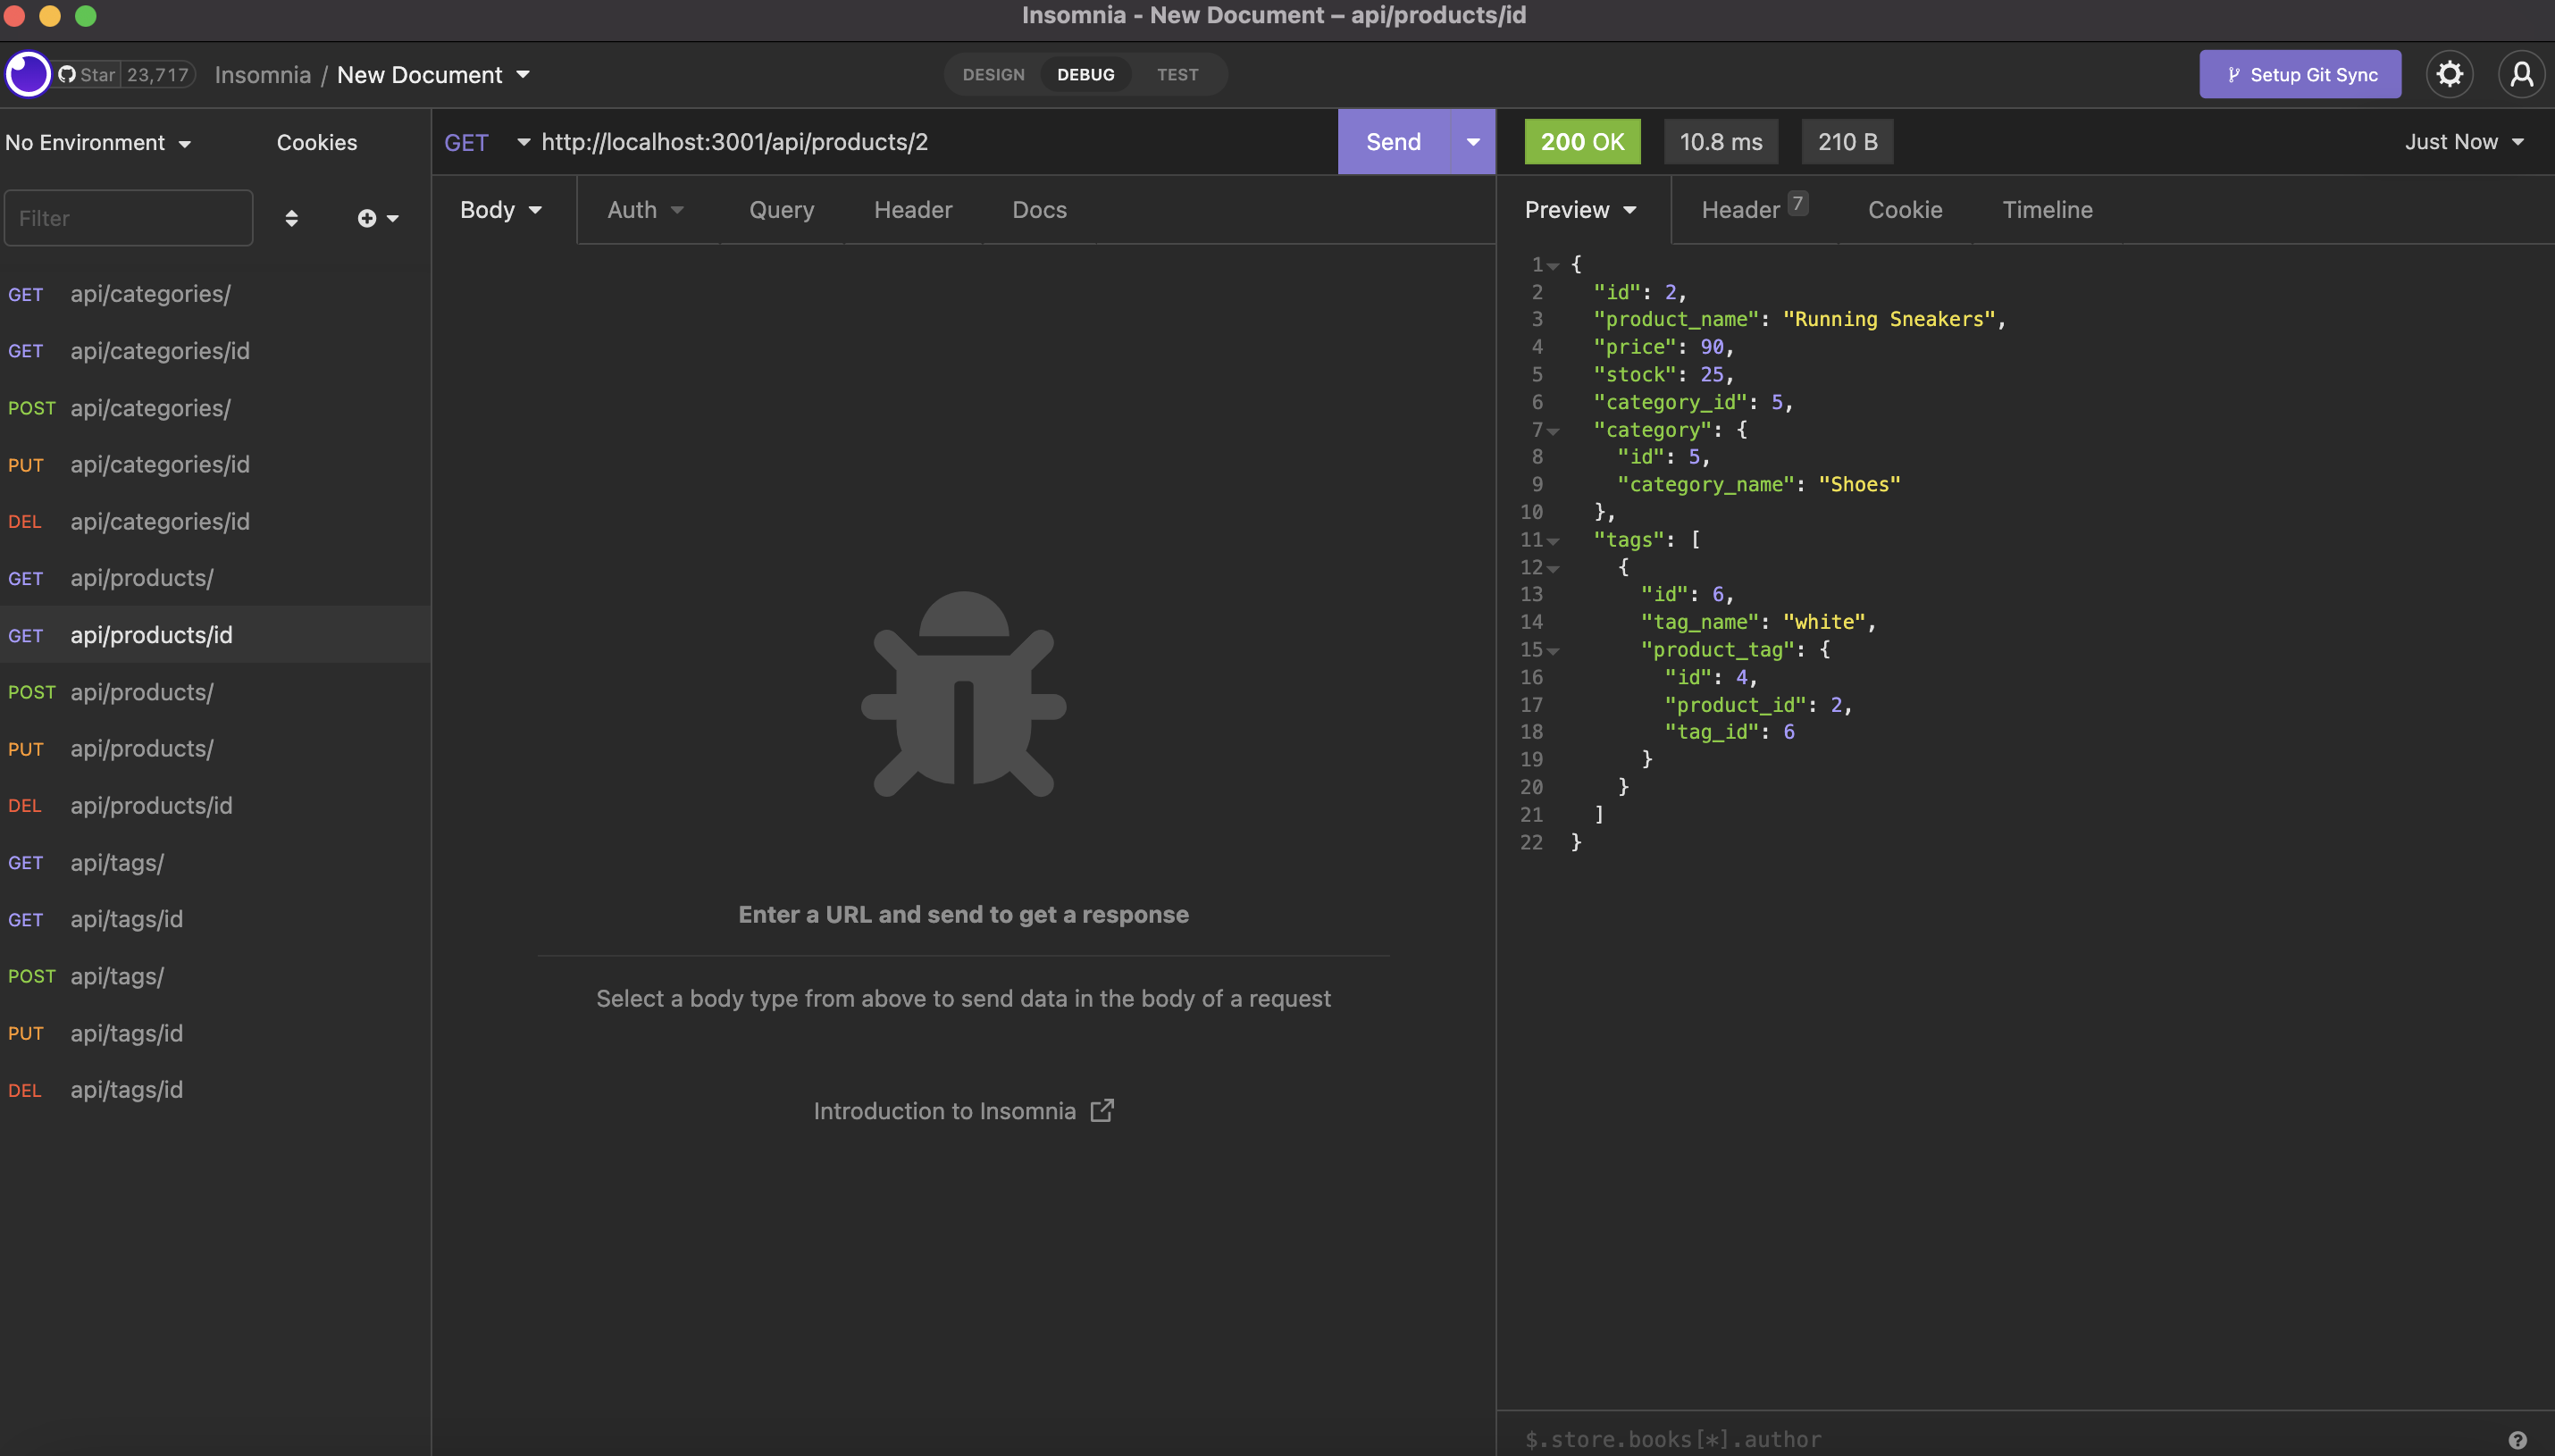 Insomnia - New Document – api/products/id
Star 23,717 Insomnia / New Document
DESIGN DEBUG TEST
Setup Git Sync
No Environment Cookies
Filter
GET api/categories/
GET api/categories/id
POST api/categories/
PUT api/categories/id
DEL api/categories/id
GET api/products/
GET api/products/id
POST api/products/
PUT api/products/
DEL api/products/id
GET api/tags/
GET api/tags/id
POST api/tags/
PUT api/tags/id
DEL api/tags/id
GET http://localhost:3001/api/products/2 Send
Body Auth Query Header Docs
Enter a URL and send to get a response
Select a body type from above to send data in the body of a request
Introduction to Insomnia
200 OK 10.8 ms 210 B Just Now
Preview Header 7 Cookie Timeline
1 {
2 "id": 2,
3 "product_name": "Running Sneakers",
4 "price": 90,
5 "stock": 25,
6 "category_id": 5,
7 "category": {
8 "id": 5,
9 "category_name": "Shoes"
10 },
11 "tags": [
12 {
13 "id": 6,
14 "tag_name": "white",
15 "product_tag": {
16 "id": 4,
17 "product_id": 2,
18 "tag_id": 6
19 }
20 }
21 ]
22 }
$.store.books[*].author